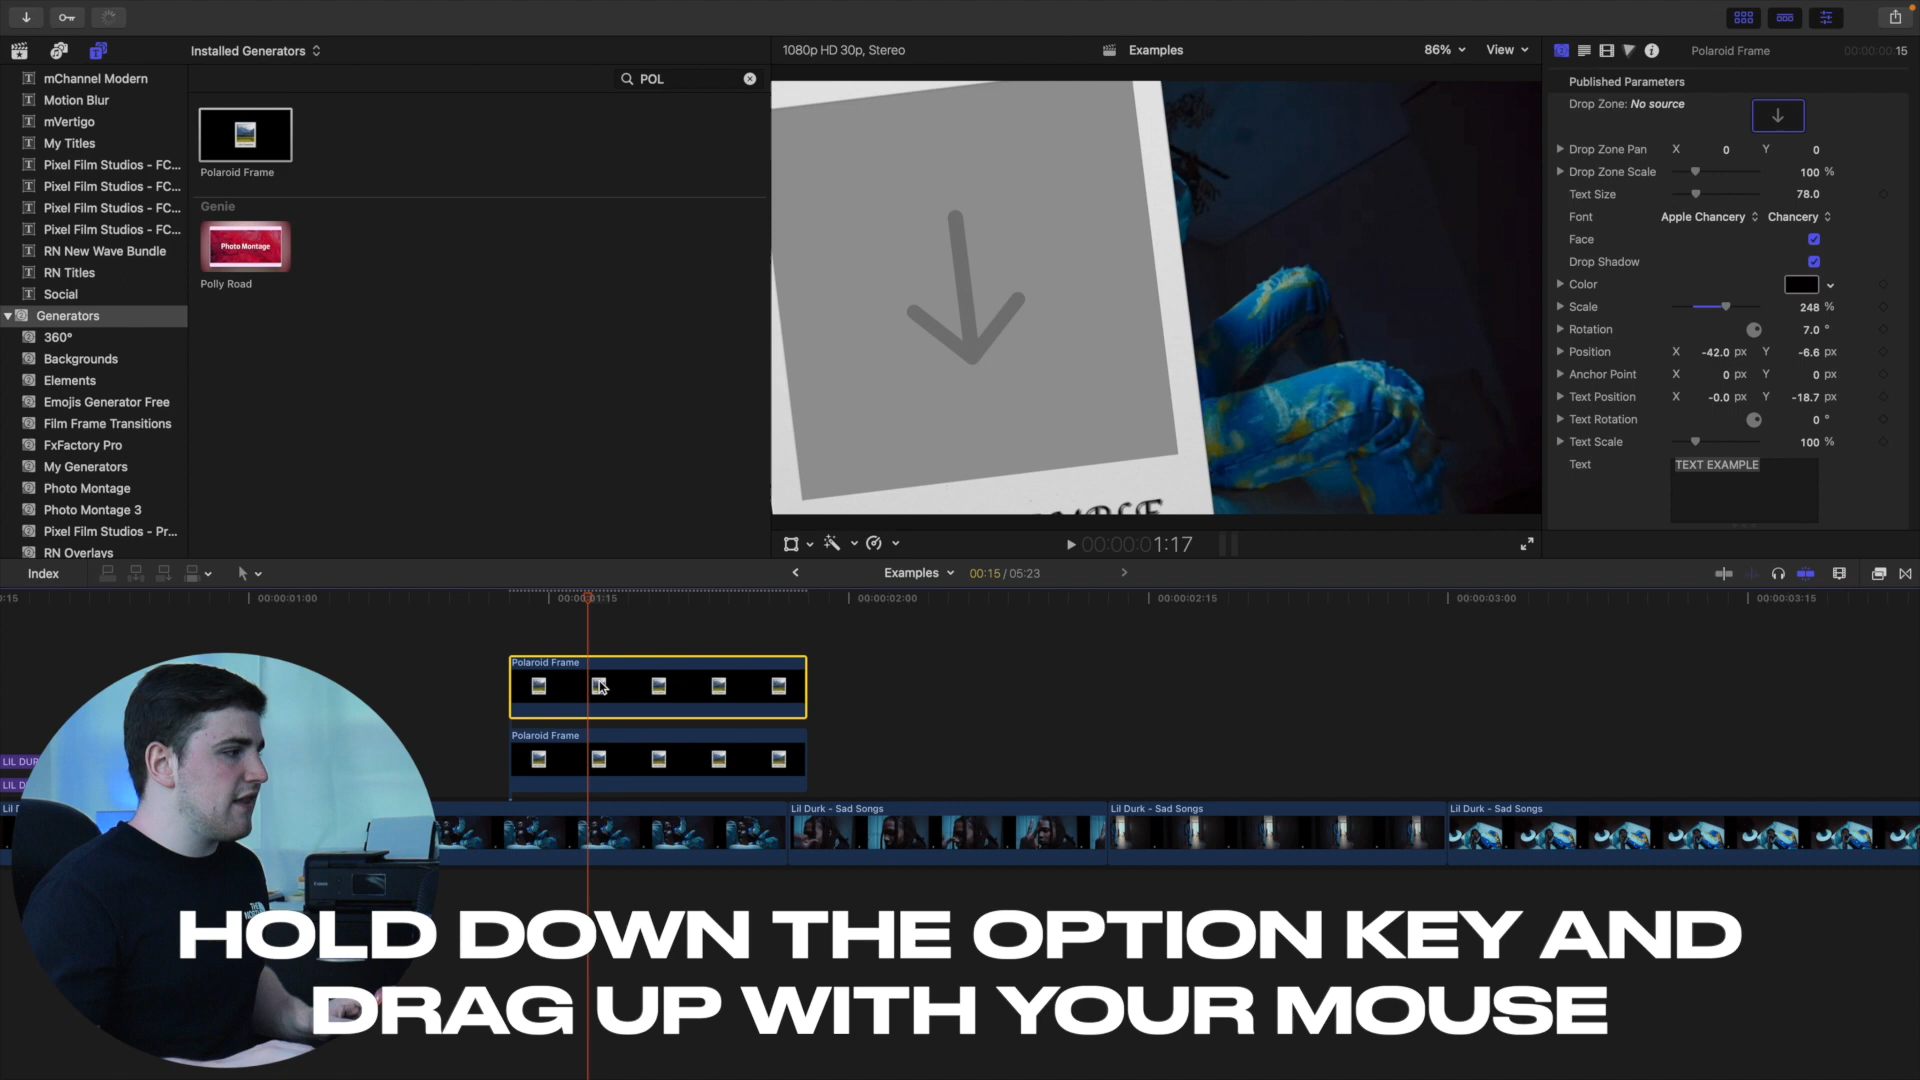 Installed Generators
1080p HD 30p, Stereo
Examples
86%
View
Polaroid Frame
00:00:00:15
mChannel Modern
Motion Blur
mVertigo
My Titles
Pixel Film Studios - FC...
Pixel Film Studios - FC...
Pixel Film Studios - FC...
Pixel Film Studios - FC...
RN New Wave Bundle
RN Titles
Social
Generators
360°
Backgrounds
Elements
Emojis Generator Free
Film Frame Transitions
FxFactory Pro
My Generators
Photo Montage
Photo Montage 3
Pixel Film Studios - Pr...
RN Overlays
POL
Polaroid Frame
Genie
Photo Montage
Polly Road
Published Parameters
Drop Zone: No source
Drop Zone Pan X 0 Y 0
Drop Zone Scale 100 %
Text Size 78.0
Font Apple Chancery Chancery
Face
Drop Shadow
Color
Scale 248 %
Rotation 7.0 °
Position X -42.0 px Y -6.6 px
Anchor Point X 0 px Y 0 px
Text Position X -0.0 px Y -18.7 px
Text Rotation 0 °
Text Scale 100 %
Text TEXT EXAMPLE
00:00:01:17
Index
Examples
00:15 / 05:23
00:00:01:00
00:00:01:15
00:00:02:00
00:00:02:15
00:00:03:00
00:00:03:15
Polaroid Frame
Polaroid Frame
LIL DUR
LIL D
Lil Durk - Sad Songs
Lil Durk - Sad Songs
Lil Durk - Sad Songs
HOLD DOWN THE OPTION KEY AND
DRAG UP WITH YOUR MOUSE